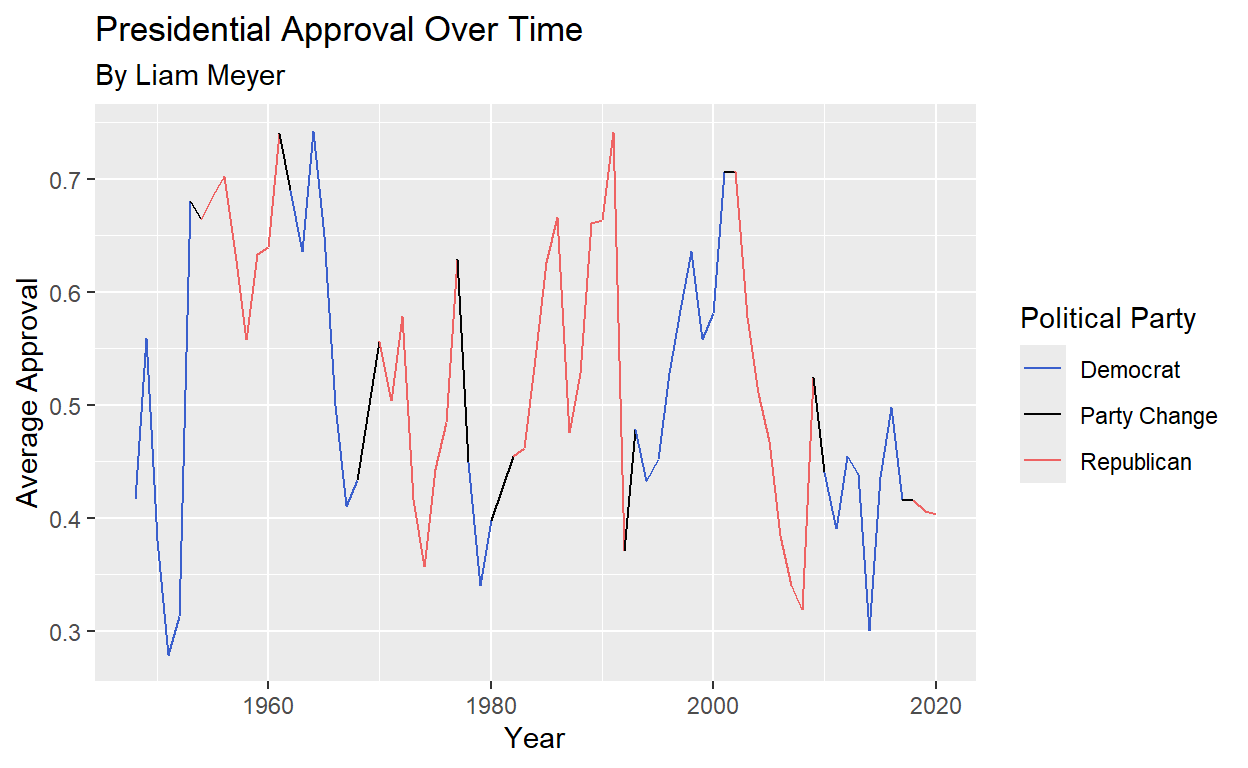 Presidential Approval Over Time
By Liam Meyer
Average Approval
0.7
0.6
0.5
0.4
0.3
1960
1980
2000
2020
Year
Political Party
Democrat
Party Change
Republican